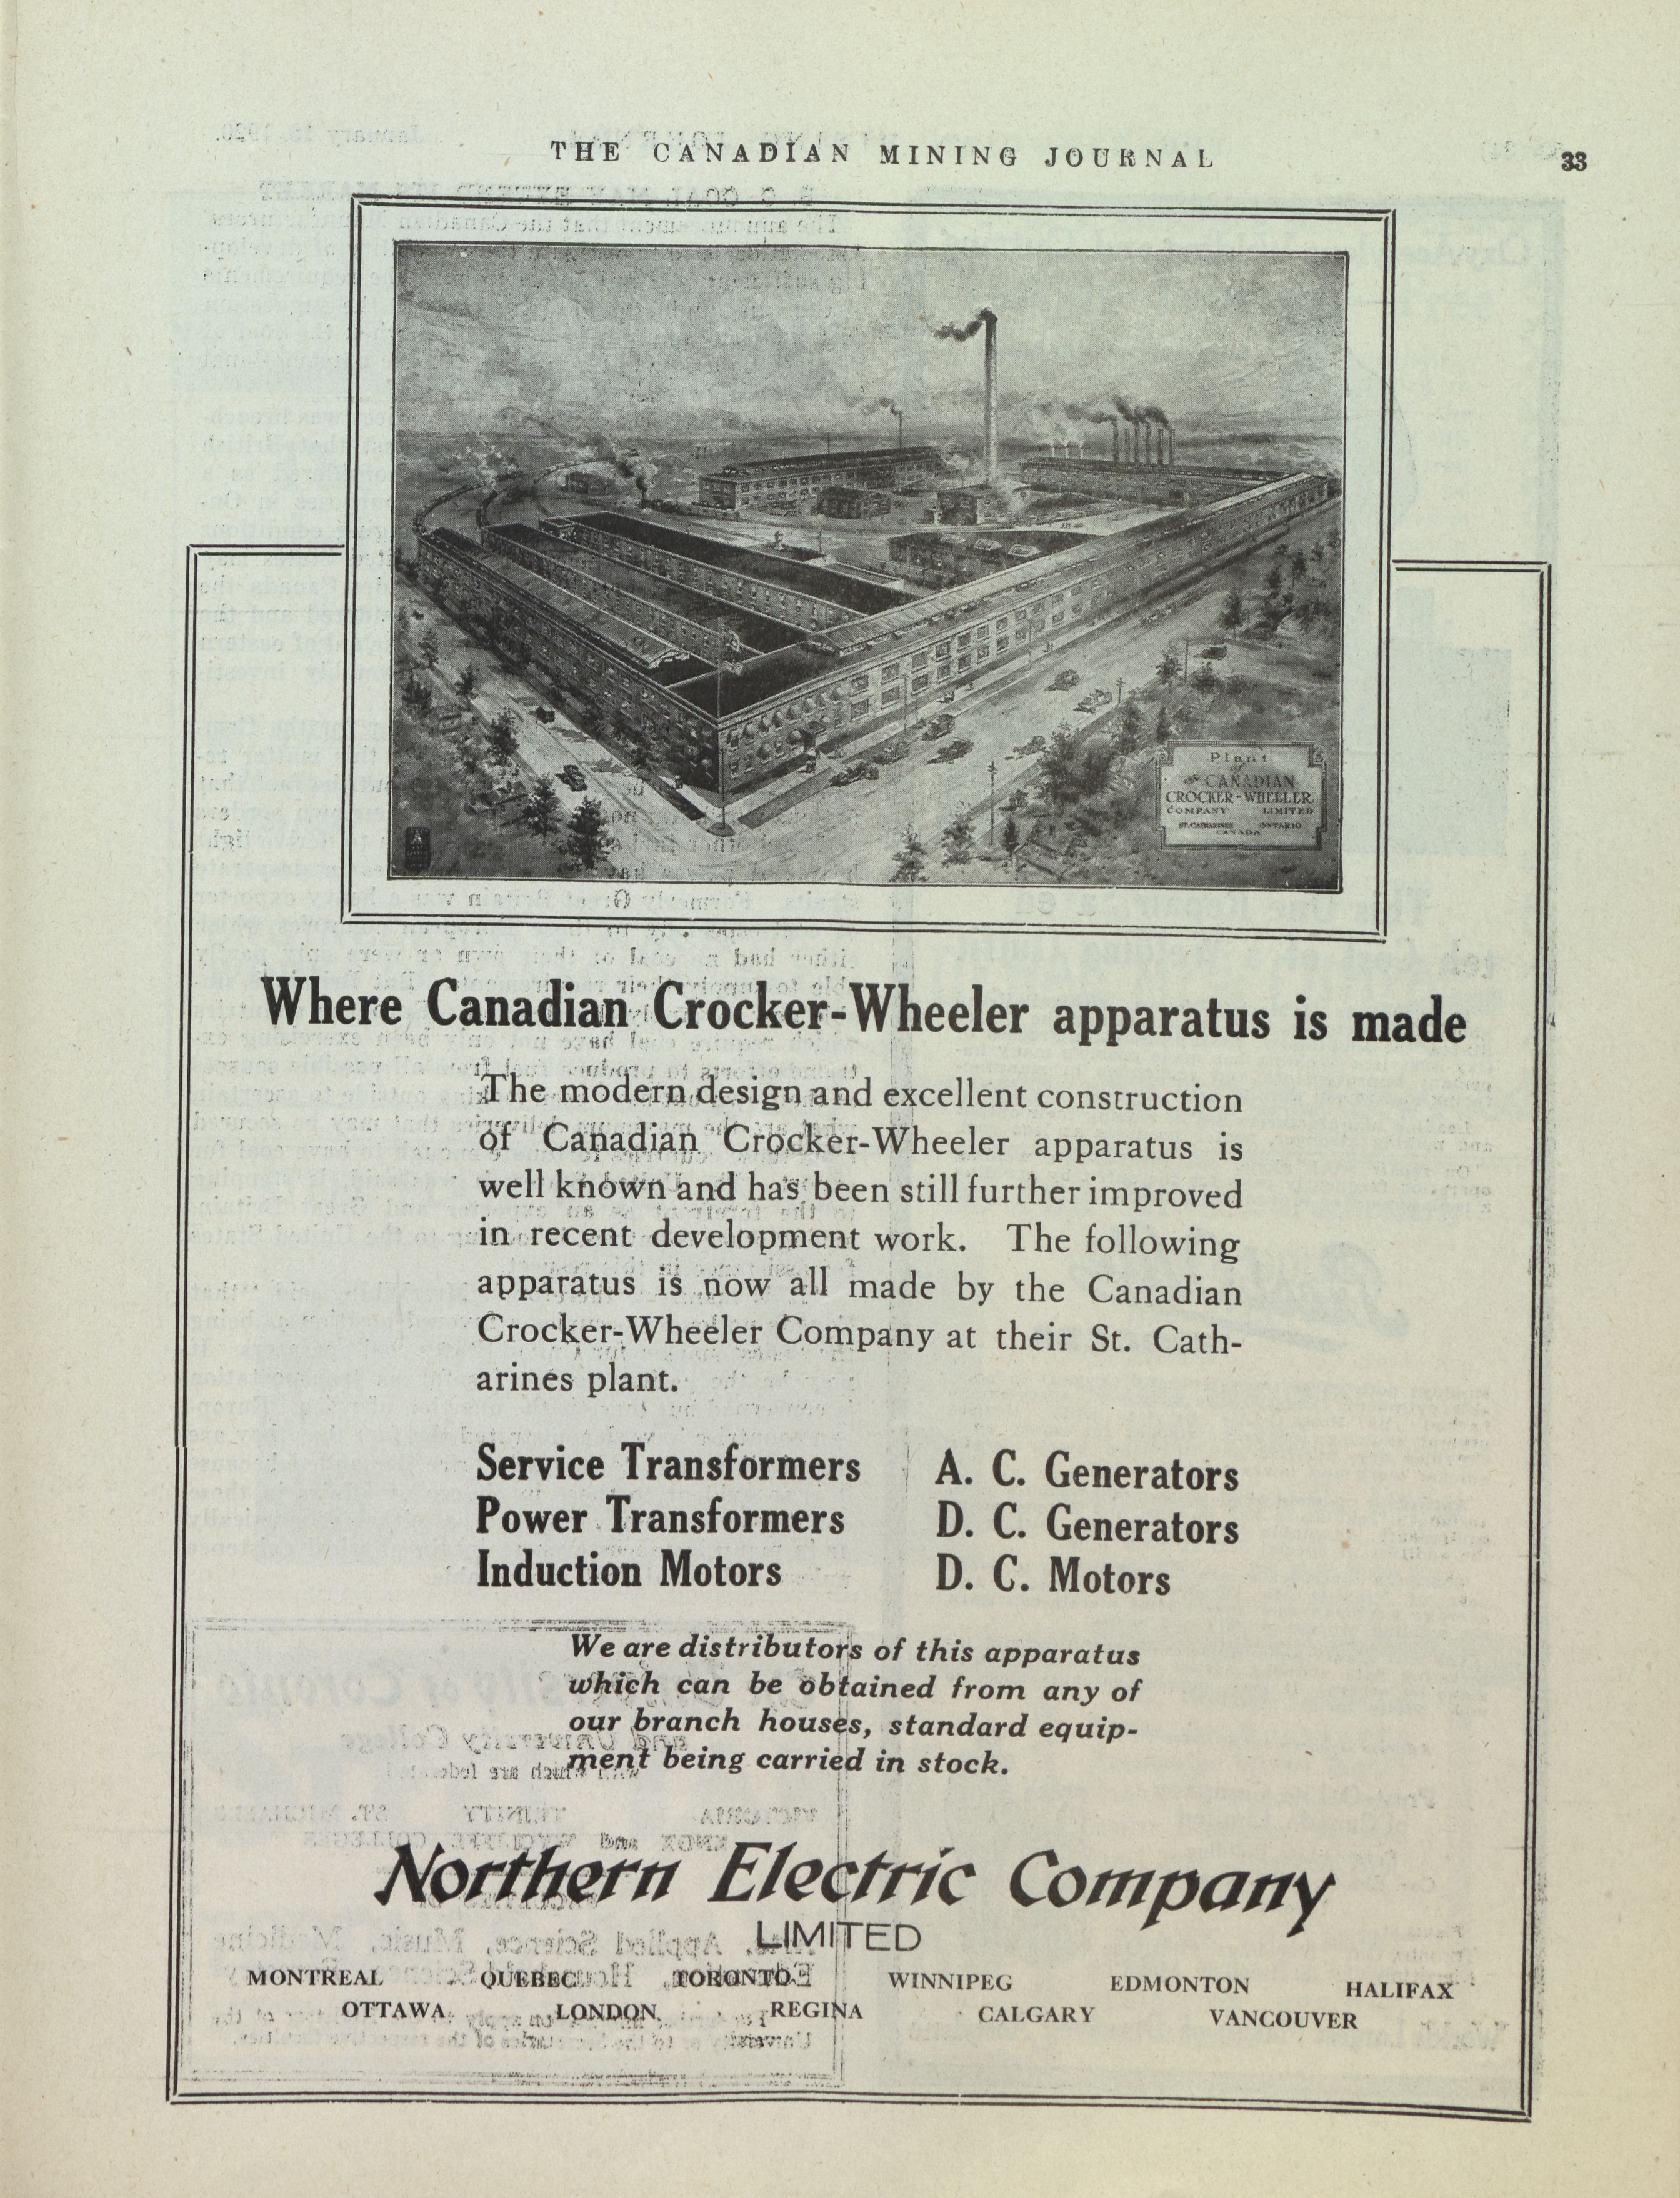 THE CANADIAN MINING JOURNAL
33
Plant
of
the CANADIAN
CROCKER-WHEELER
COMPANY LIMITED
ST. CATHARINES ONTARIO
CANADA
Where Canadian Crocker-Wheeler apparatus is made
The modern design and excellent construction
of Canadian Crocker-Wheeler apparatus is
well known and has been still further improved
in recent development work. The following
apparatus is now all made by the Canadian
Crocker-Wheeler Company at their St. Cath-
arines plant.
Service Transformers A. C. Generators
Power Transformers D. C. Generators
Induction Motors D. C. Motors
We are distributors of this apparatus
which can be obtained from any of
our branch houses, standard equip-
ment being carried in stock.
Northern Electric Company
LIMITED
MONTREAL QUEBEC TORONTO WINNIPEG EDMONTON HALIFAX
OTTAWA LONDON REGINA CALGARY VANCOUVER